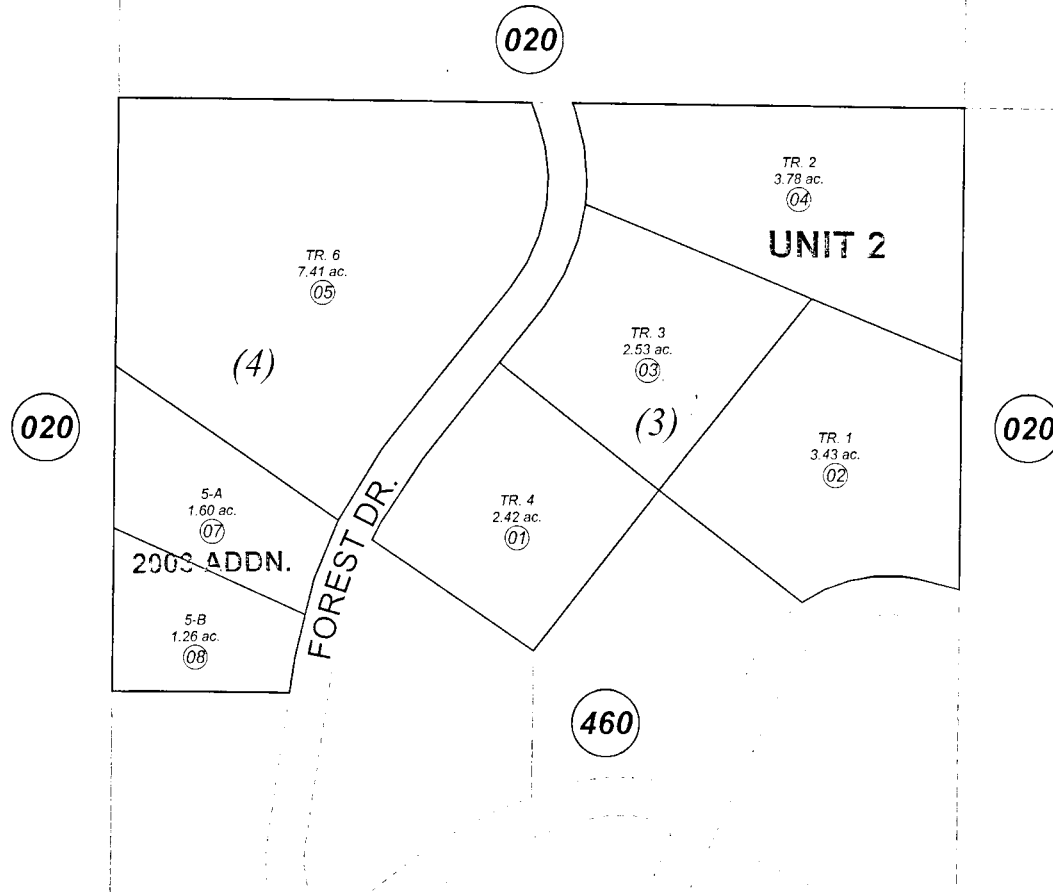 020
TR. 2
3.78 ac.
04
UNIT 2
TR. 6
7.41 ac.
05
(4)
TR. 3
2.53 ac.
03
(3)
020
020
TR. 1
3.43 ac.
02
5-A
1.60 ac.
07
TR. 4
2.42 ac.
01
FOREST DR.
ADDN.
5-B
1.26 ac.
08
460